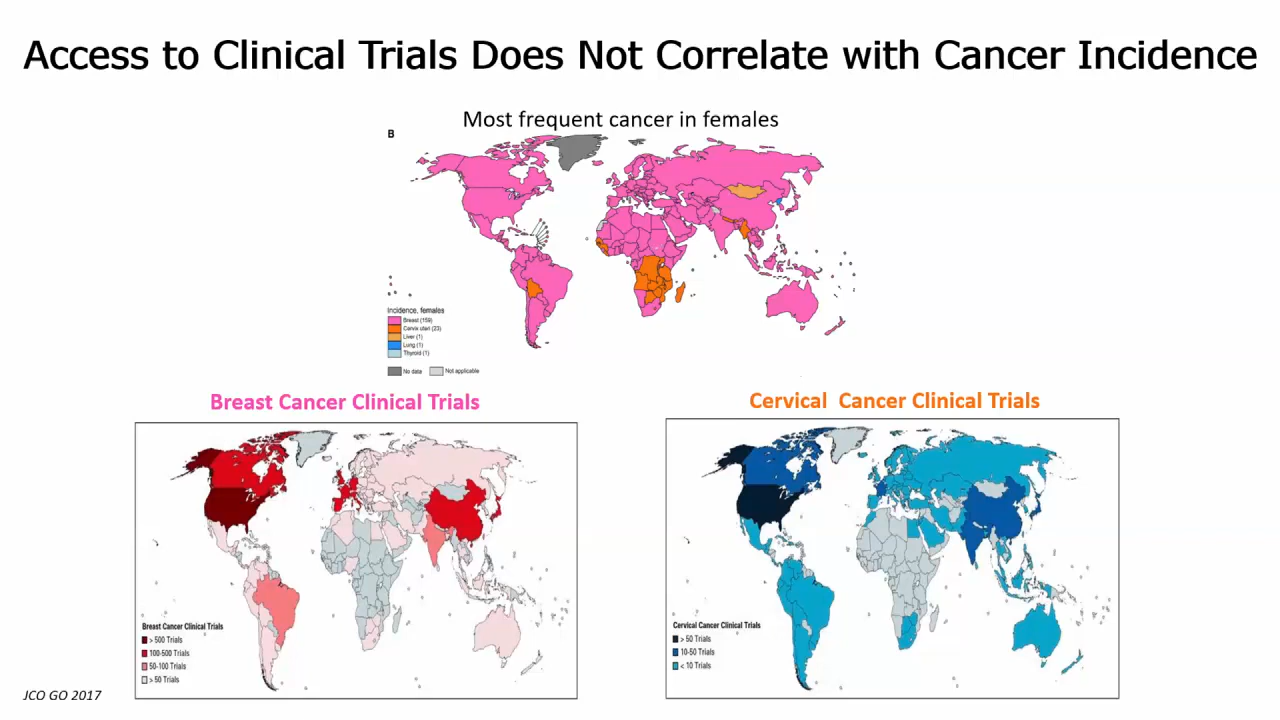 Access to Clinical Trials Does Not Correlate with Cancer Incidence
Most frequent cancer in females
B
Incidence, females
Breast (159)
Cervix uteri (23)
Liver (1)
Lung (1)
Thyroid (1)
No data
Not applicable
Breast Cancer Clinical Trials
Cervical Cancer Clinical Trials
Breast Cancer Clinical Trials
> 500 Trials
100-500 Trials
50-100 Trials
> 50 Trials
Cervical Cancer Clinical Trials
> 50 Trials
10-50 Trials
< 10 Trials
JCO GO 2017